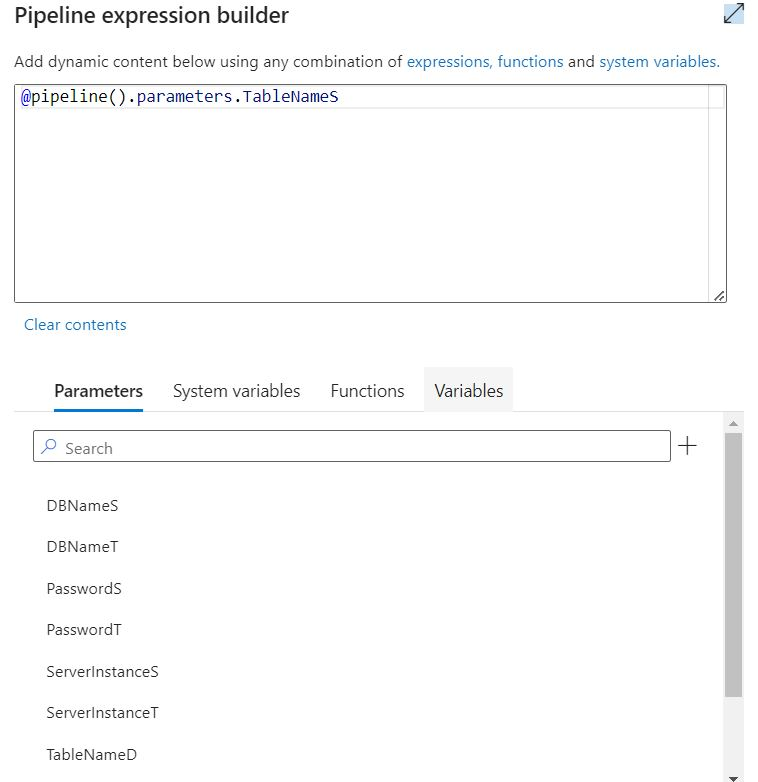 Pipeline expression builder
Add dynamic content below using any combination of expressions, functions and system variables.
@pipeline().parameters.TableNameS
Clear contents
Parameters System variables Functions Variables
Search
DBNameS
DBNameT
PasswordS
PasswordT
ServerInstanceS
ServerInstanceT
TableNameD